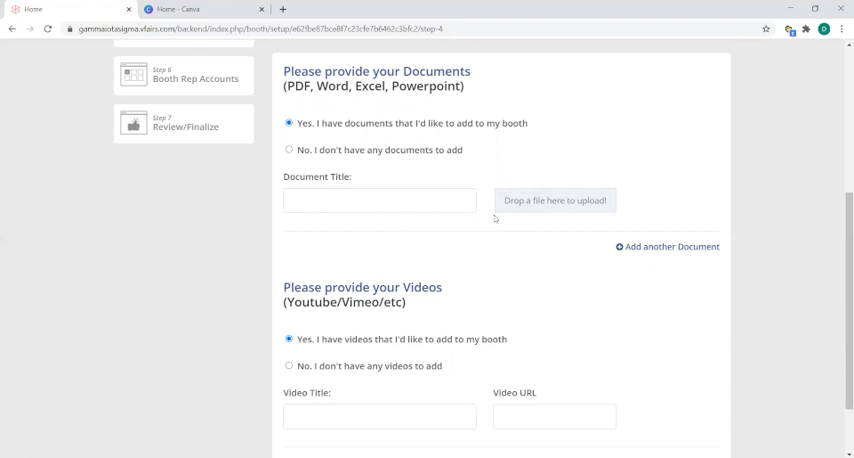 Home
Home - Canva
gammaiotasigma.vfairs.com/backend/index.php/booth/setup/e62fbe87bce8f7c23cfe7b6462c3bfc2/step-4
D
Step 6
Booth Rep Accounts
Step 7
Review/Finalize
Please provide your Documents
(PDF, Word, Excel, Powerpoint)
Yes. I have documents that I'd like to add to my booth
No. I don't have any documents to add
Document Title:
Drop a file here to upload!
Add another Document
Please provide your Videos
(Youtube/Vimeo/etc)
Yes. I have videos that I'd like to add to my booth
No. I don't have any videos to add
Video Title:
Video URL